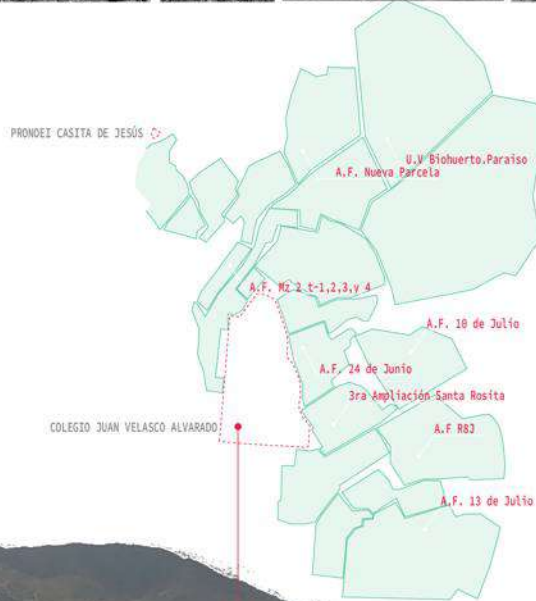 PRONOEI CASITA DE JESÚS
U.V Biohuerto.Paraiso
A.F. Nueva Parcela
A.F. Mz 2 t-1,2,3,y 4
A.F. 10 de Julio
A.F. 24 de Junio
3ra Ampliación Santa Rosita
COLEGIO JUAN VELASCO ALVARADO
A.F R8J
A.F. 13 de Julio